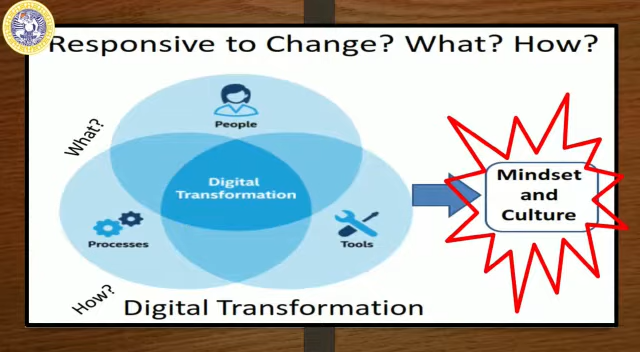 Responsive to Change? What? How?
What?
People
Digital
Transformation
Processes
Tools
Mindset
and
Culture
How?
Digital Transformation